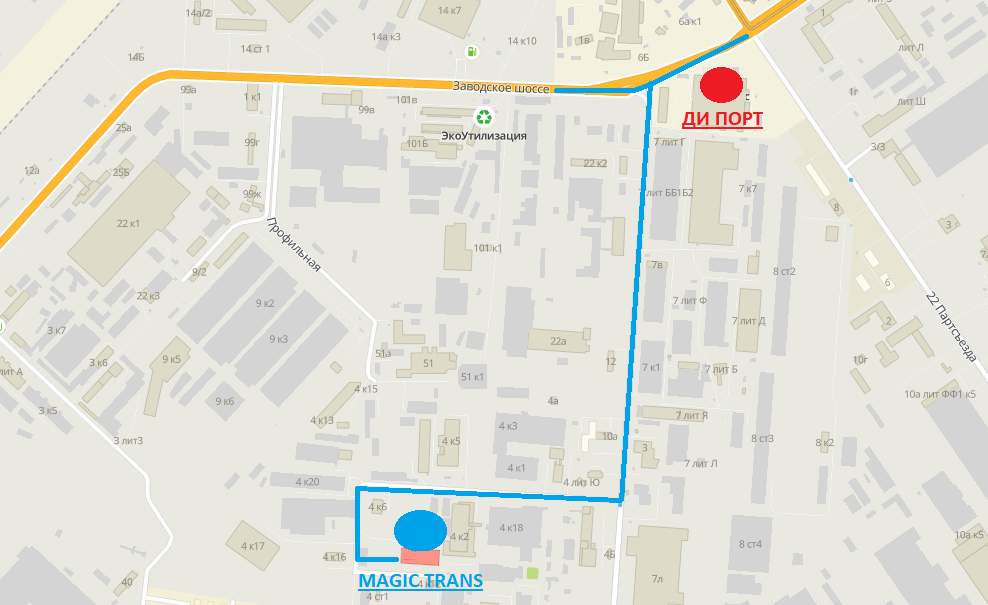 14а/2
14 к7
14а к3
14 ст 1
14 к10
14Б
1в
6а к1
6Б
1
лит Л
1г
лит Ш
99а
1 к1
99в
101в
Заводское шоссе
ЭкоУтилизация
101Б
ДИ ПОРТ
3/3
25а
12а
25Б
99г
99ж
22 к1
22 к2
7 лит Г
7 лит ББ1Б2
7 к7
8
3
Профильная
9/2
101 к1
7в
8 ст2
6
22 к3
9 к2
7 лит Ф
22 Партсъезда
3 к7
9 к3
22а
7 лит Д
2
51а
51
12
3 к6
9 к5
лит А
51 к1
7 к1
7 лит Б
10г
4 к15
9 к6
4а
10а лит ФФ1 к5
3 к5
4 к13
4 к3
7 лит Я
3 лит3
4 к5
10а
3
8 ст3
8 к2
4 к1
7 лит Л
4 к20
4 лит Ю
4 к6
4 к2
4 к18
4 к17
4 к16
4Б
8 ст4
10а к5
MAGIC TRANS
40
4 ст1
7л